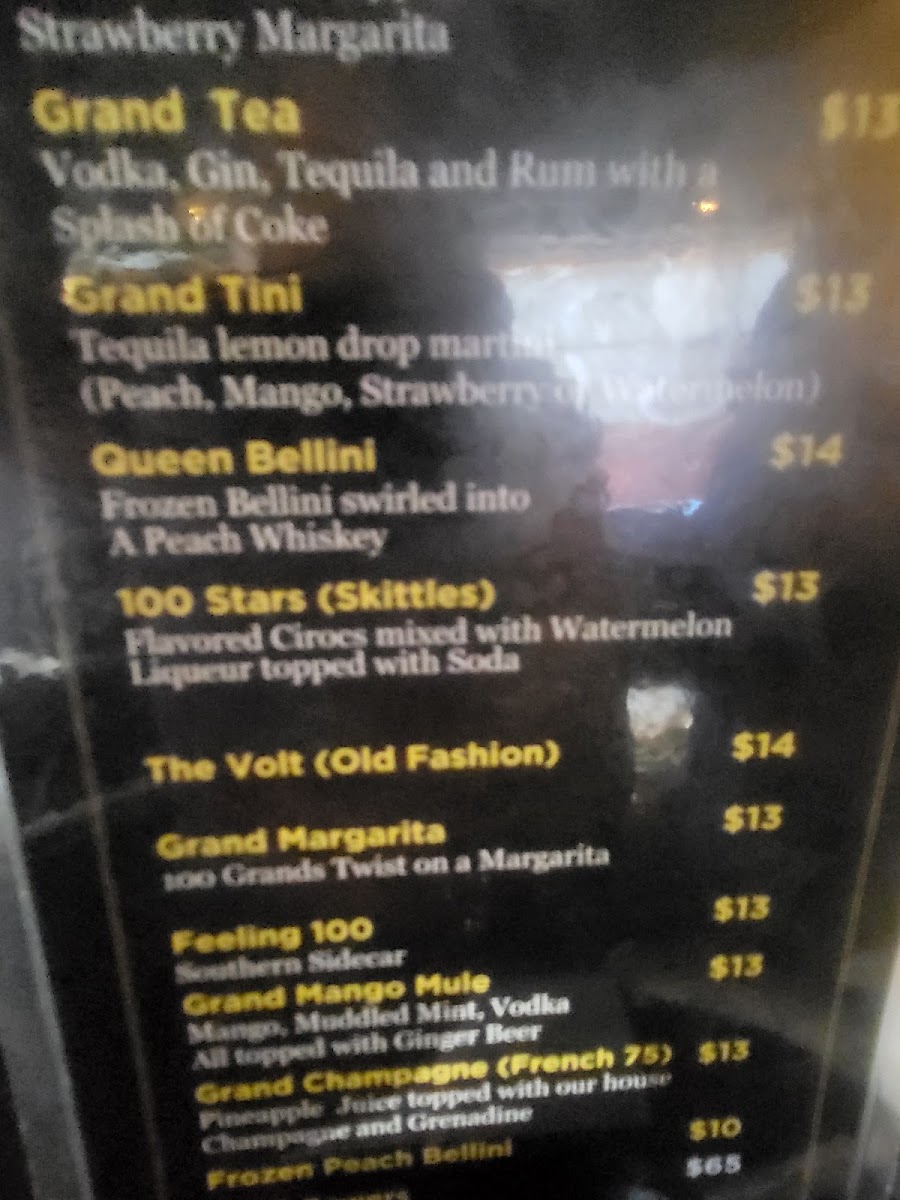 Strawberry Margarita
Grand Tea $13
Vodka, Gin, Tequila and Rum with a
Splash of Coke
Grand Tini $13
Tequila lemon drop martini
(Peach, Mango, Strawberry or Watermelon)
Queen Bellini $14
Frozen Bellini swirled into
A Peach Whiskey
100 Stars (Skittles) $13
Flavored Cirocs mixed with Watermelon
Liqueur topped with Soda
The Volt (Old Fashion) $14
Grand Margarita $13
100 Grands Twist on a Margarita
Feeling 100 $13
Southern Sidecar
Grand Mango Mule $13
Mango, Muddled Mint, Vodka
All topped with Ginger Beer
Grand Champagne (French 75) $13
Pineapple Juice topped with our house
Champagne and Grenadine
Frozen Peach Bellini $10
$65